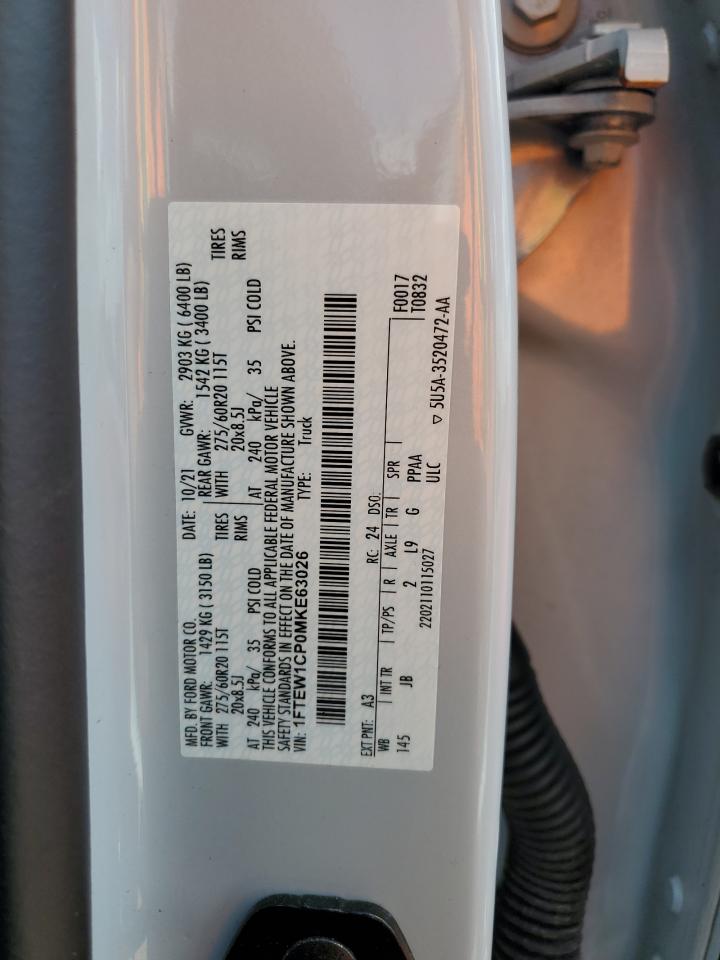 MFD. BY FORD MOTOR CO. DATE: 10/21 GVWR: 2903 KG ( 6400 LB)
FRONT GAWR: 1429 KG ( 3150 LB) REAR GAWR: 1542 KG ( 3400 LB)
WITH 275/60R20 115T TIRES WITH 275/60R20 115T TIRES
20x8.5J RIMS 20x8.5J RIMS
AT 240 kPa/ 35 PSI COLD AT 240 kPa/ 35 PSI COLD
THIS VEHICLE CONFORMS TO ALL APPLICABLE FEDERAL MOTOR VEHICLE
SAFETY STANDARDS IN EFFECT ON THE DATE OF MANUFACTURE SHOWN ABOVE.
VIN: 1FTEW1CP0MKE63026 TYPE: Truck
EXT PNT: A3 RC: 24 DSO: F0017
WB INT TR TP/PS R AXLE TR SPR T0832
145 JB 2 L9 G PPAA
2202110115027 ULC ▽ 5U5A-3520472-AA